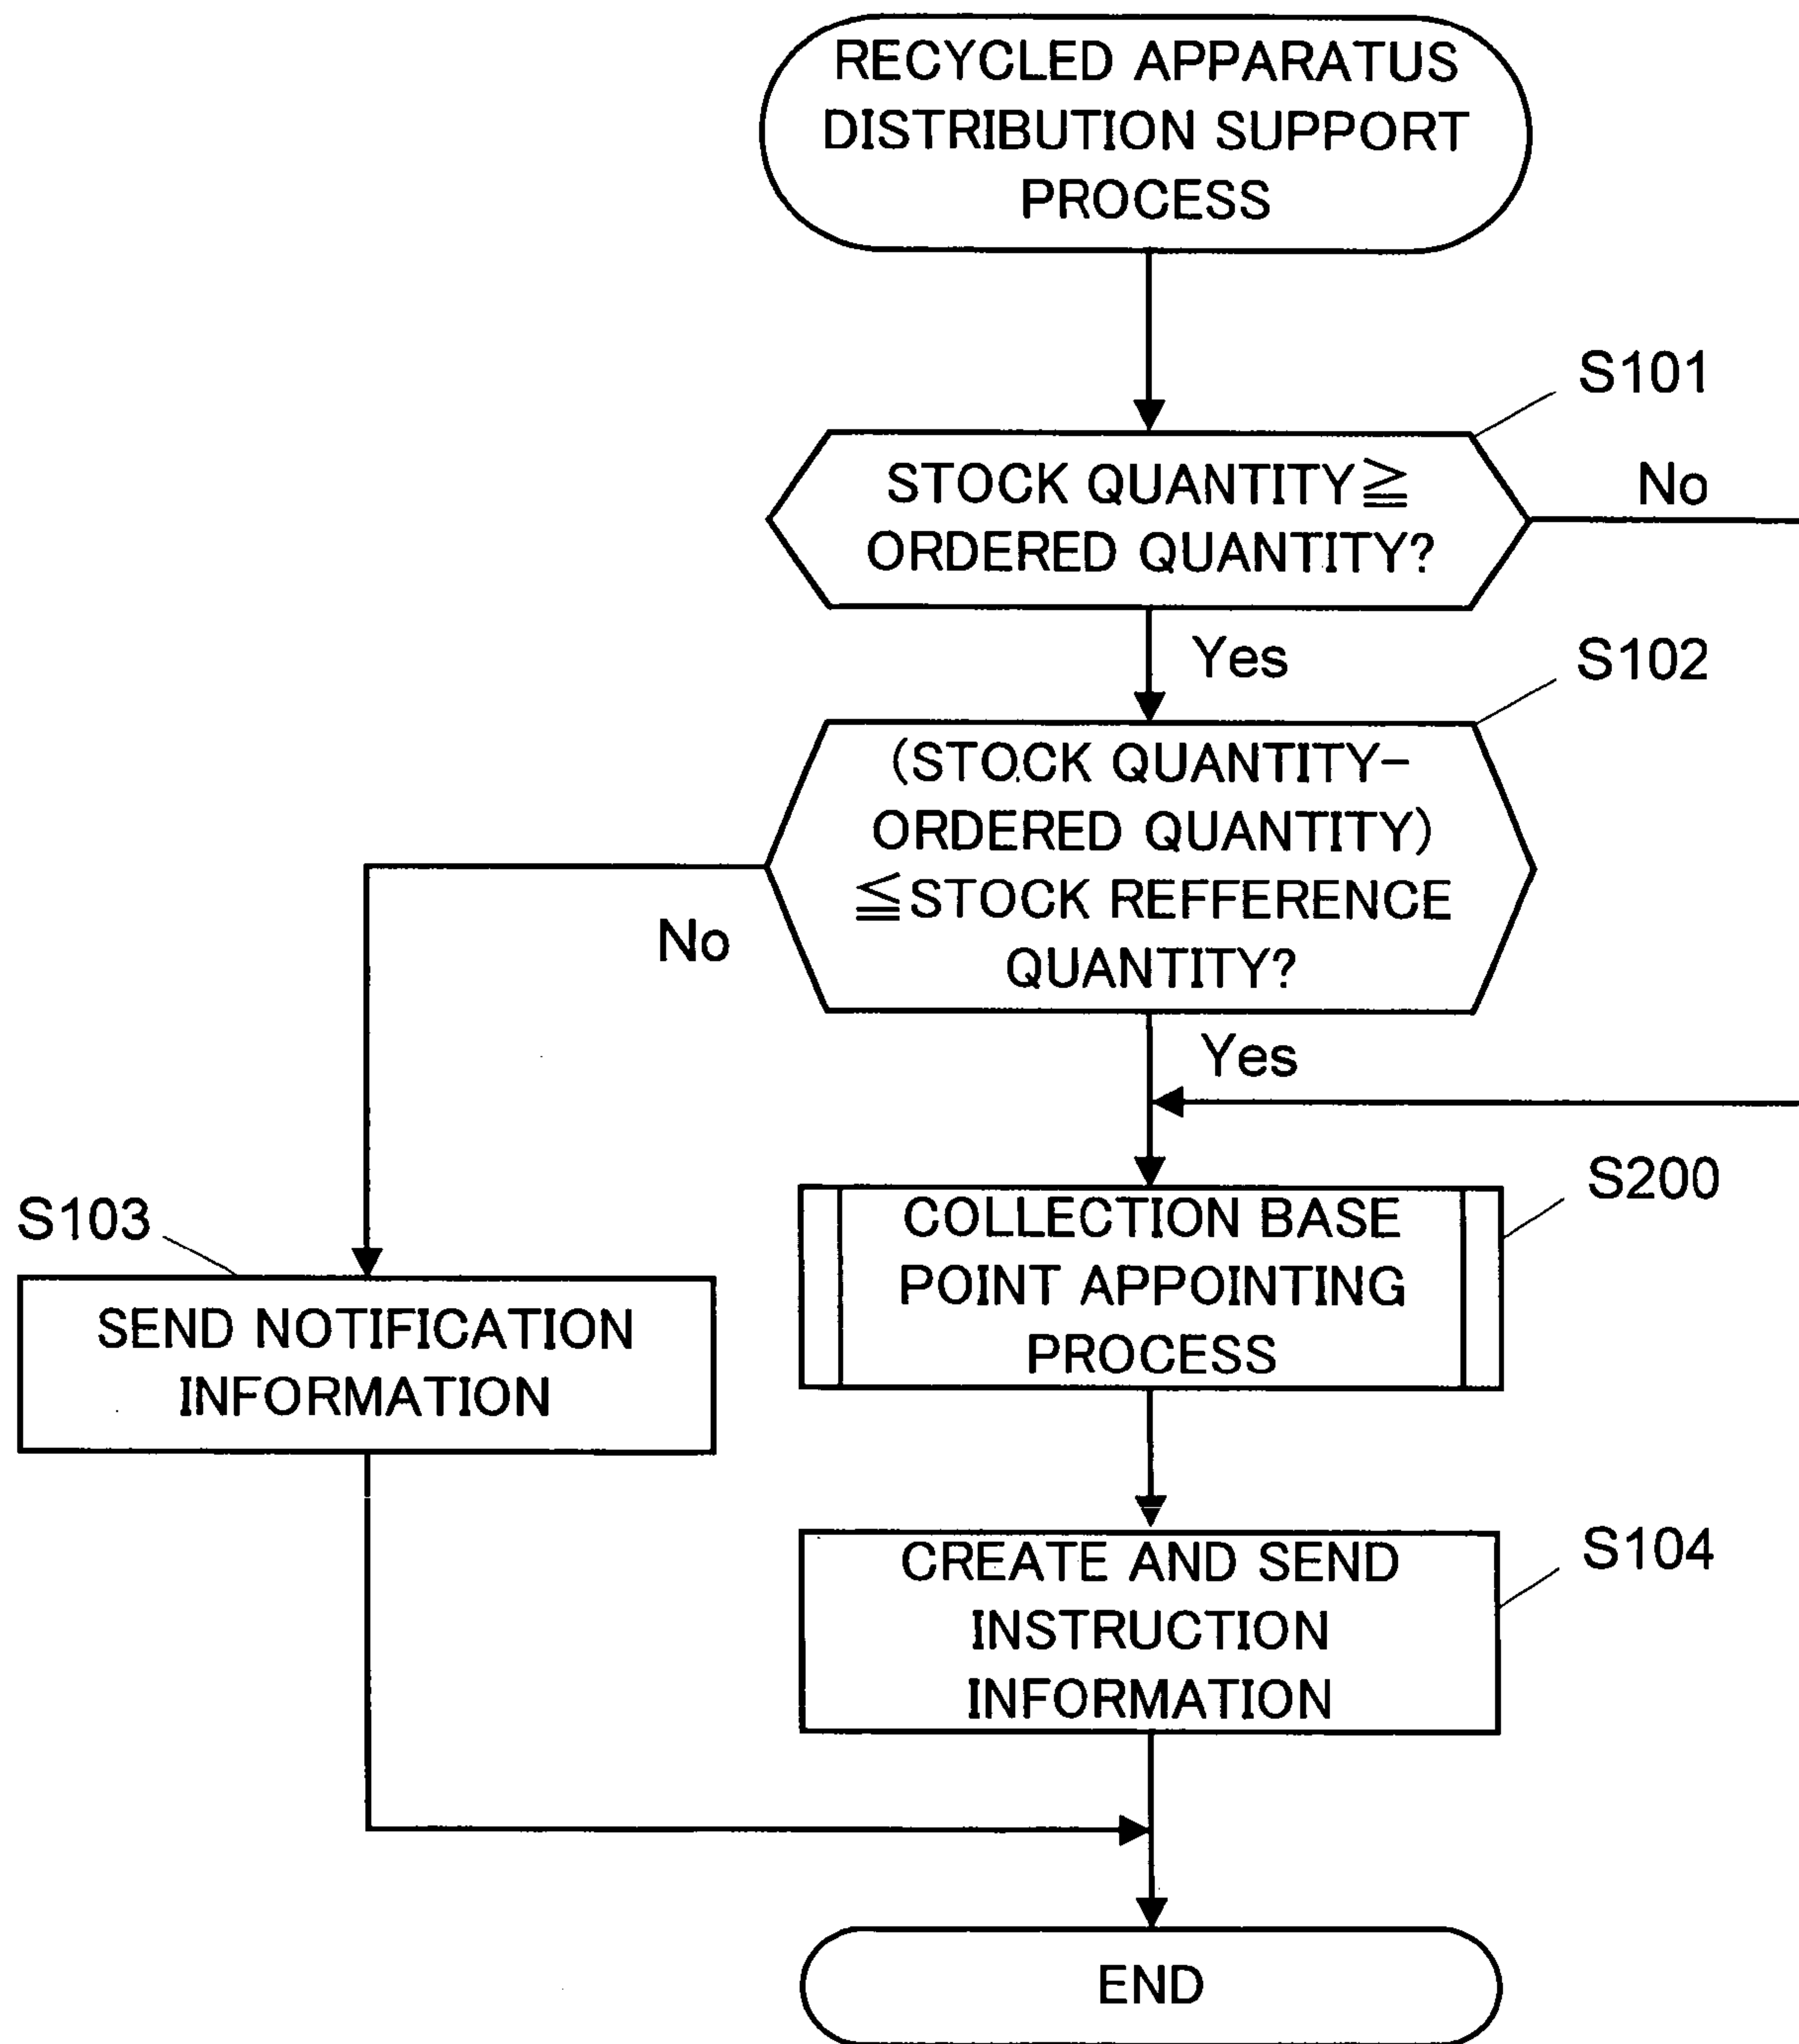 RECYCLED APPARATUS
DISTRIBUTION SUPPORT
PROCESS
S101
STOCK QUANTITY≧
ORDERED QUANTITY?
No
Yes
S102
(STOCK QUANTITY−
ORDERED QUANTITY)
≦STOCK REFFERENCE
QUANTITY?
No
Yes
S200
COLLECTION BASE
POINT APPOINTING
PROCESS
S103
SEND NOTIFICATION
INFORMATION
S104
CREATE AND SEND
INSTRUCTION
INFORMATION
END